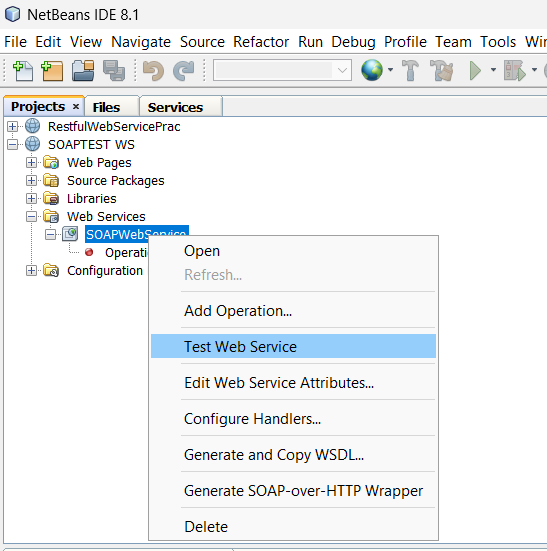 NetBeans IDE 8.1
File Edit View Navigate Source Refactor Run Debug Profile Team Tools
Projects × Files Services
RestfulWebServicePrac
SOAPTEST WS
Web Pages
Source Packages
Libraries
Web Services
SOAPWebService
Configuration
Open
Refresh...
Add Operation...
Test Web Service
Edit Web Service Attributes...
Configure Handlers...
Generate and Copy WSDL...
Generate SOAP-over-HTTP Wrapper
Delete